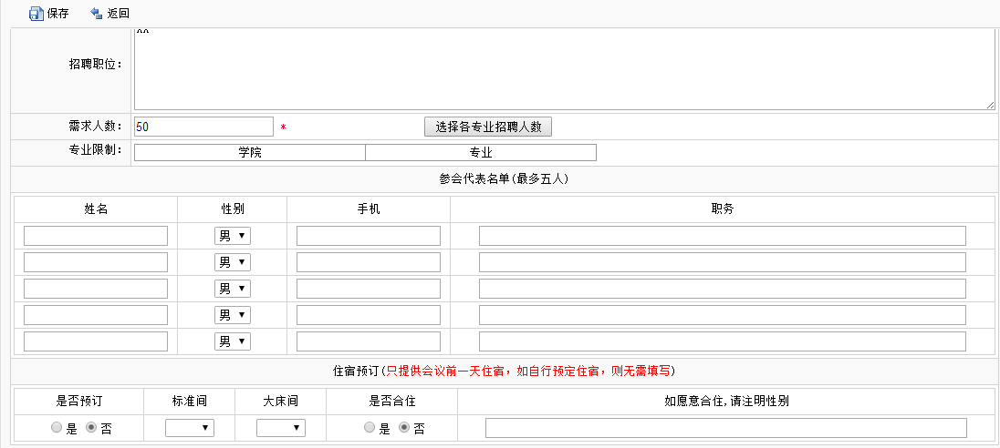 保存 返回
xx
招聘职位：
需求人数： 50 * 选择各专业招聘人数
专业限制： 学院 专业
参会代表名单(最多五人)
姓名 性别 手机 职务
男
男
男
男
男
住宿预订(只提供会议前一天住宿，如自行预定住宿，则无需填写)
是否预订 标准间 大床间 是否合住 如愿意合住,请注明性别
是 否 是 否